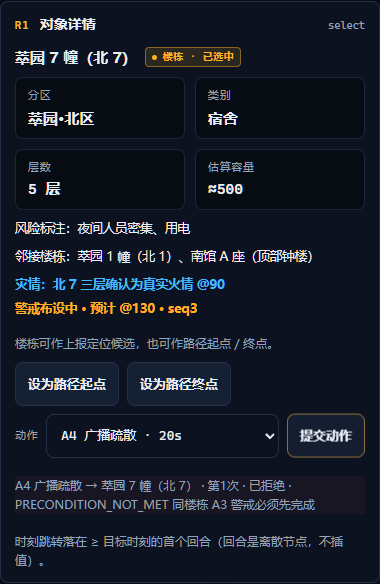 R1 对象详情 select
萃园 7 幢（北 7） • 楼栋 · 已选中
分区 类别
萃园·北区 宿舍
层数 估算容量
5 层 ≈500
风险标注：夜间人员密集、用电
邻接楼栋：萃园 1 幢（北 1）、南馆 A 座（顶部钟楼）
灾情：北 7 三层确认为真实火情 @90
警戒布设中 • 预计 @130 • seq3
楼栋可作上报定位候选，也可作路径起点 / 终点。
设为路径起点 设为路径终点
动作 A4 广播疏散 · 20s 提交动作
A4 广播疏散 → 萃园 7 幢（北 7） · 第1次 · 已拒绝 ·
PRECONDITION_NOT_MET 同楼栋 A3 警戒必须先完成
时刻跳转落在 ≥ 目标时刻的首个回合（回合是离散节点，不插
值）。